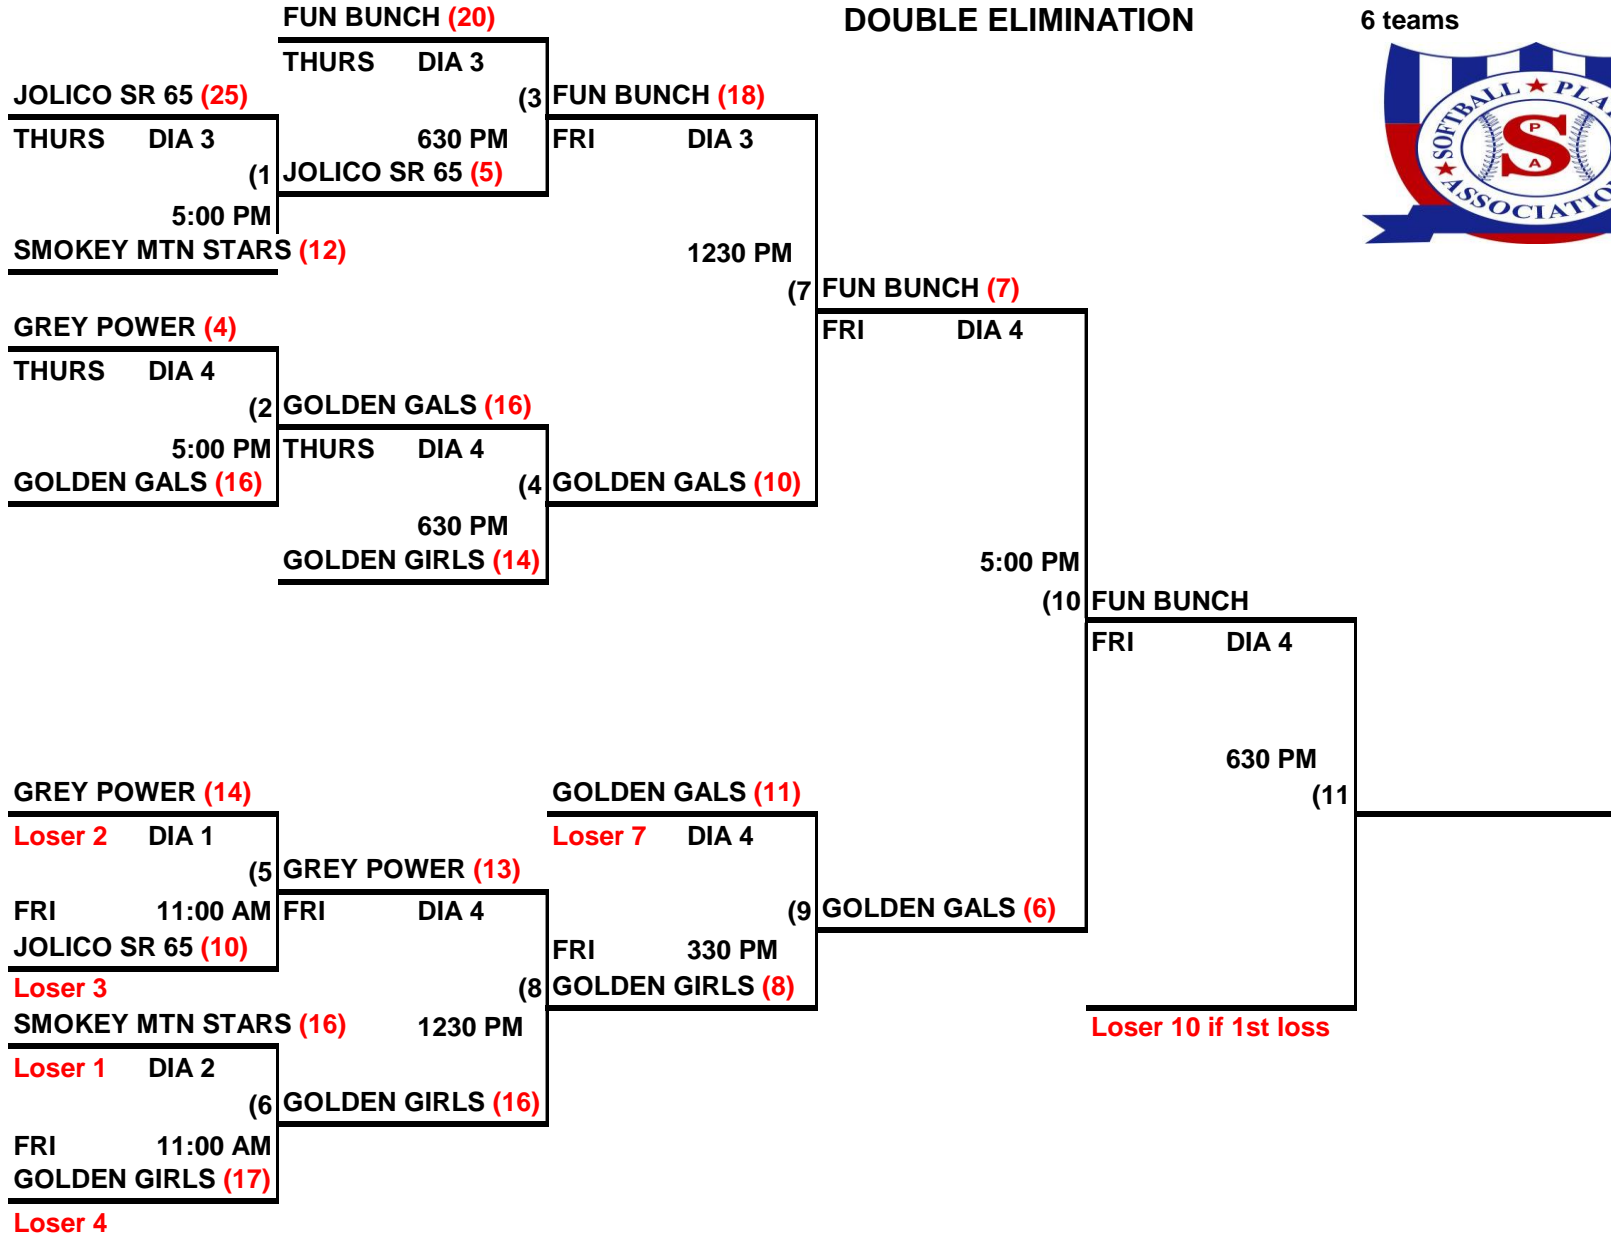 FUN BUNCH (20)
DOUBLE ELIMINATION
6 teams
THURS DIA 3
JOLICO SR 65 (25)
(3 FUN BUNCH (18)
THURS DIA 3
630 PM
FRI DIA 3
(1 JOLICO SR 65 (5)
5:00 PM
SMOKEY MTN STARS (12)
1230 PM
(7 FUN BUNCH (7)
GREY POWER (4)
FRI DIA 4
THURS DIA 4
(2 GOLDEN GALS (16)
5:00 PM
THURS DIA 4
GOLDEN GALS (16)
(4 GOLDEN GALS (10)
630 PM
GOLDEN GIRLS (14)
5:00 PM
(10 FUN BUNCH
FRI DIA 4
630 PM
(11
GREY POWER (14)
GOLDEN GALS (11)
Loser 2 DIA 1
Loser 7 DIA 4
(5 GREY POWER (13)
FRI 11:00 AM
FRI DIA 4
(9 GOLDEN GALS (6)
JOLICO SR 65 (10)
FRI 330 PM
Loser 3
(8 GOLDEN GIRLS (8)
SMOKEY MTN STARS (16)
1230 PM
Loser 10 if 1st loss
Loser 1 DIA 2
(6 GOLDEN GIRLS (16)
FRI 11:00 AM
GOLDEN GIRLS (17)
Loser 4
SOFTBALL
P
S
A